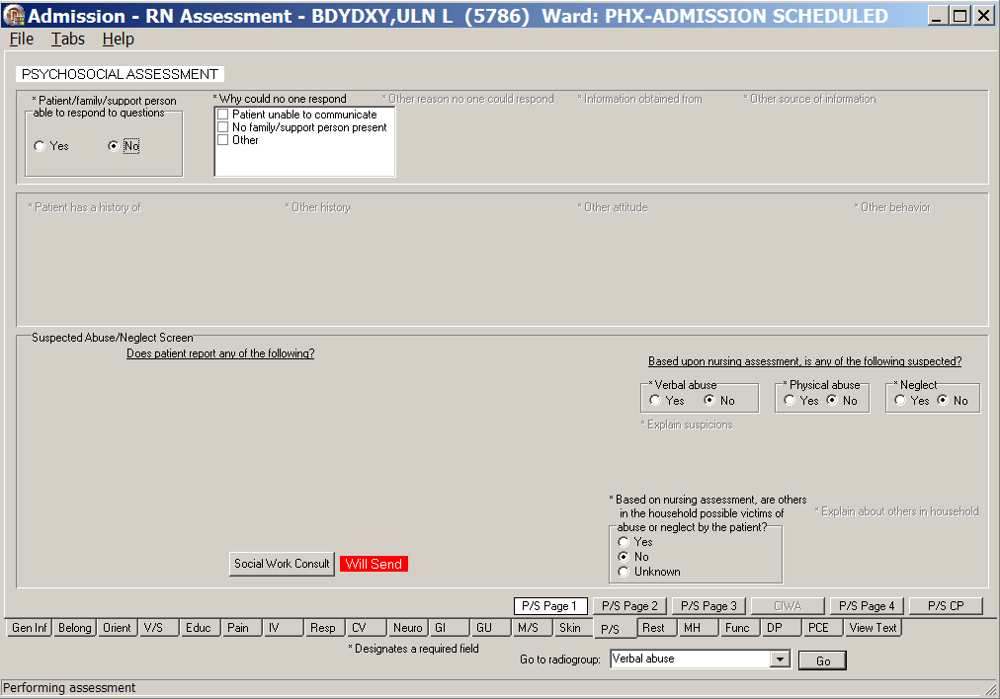 Admission - RN Assessment - BDYDXY,ULN L (5786) Ward: PHX-ADMISSION SCHEDULED
File Tabs Help
PSYCHOSOCIAL ASSESSMENT
* Patient/family/support person
able to respond to questions
Yes No
* Why could no one respond
Patient unable to communicate
No family/support person present
Other
* Other reason no one could respond
* Information obtained from
* Other source of information
* Patient has a history of
* Other history
* Other attitude
* Other behavior
Suspected Abuse/Neglect Screen
Does patient report any of the following?
Based upon nursing assessment, is any of the following suspected?
* Verbal abuse
Yes No
* Physical abuse
Yes No
* Neglect
Yes No
* Explain suspicions
* Based on nursing assessment, are others
in the household possible victims of
abuse or neglect by the patient?
Yes
No
Unknown
* Explain about others in household
Social Work Consult Will Send
P/S Page 1 P/S Page 2 P/S Page 3 CIWA P/S Page 4 P/S CP
Gen Inf Belong Orient V/S Educ Pain IV Resp CV Neuro GI GU M/S Skin P/S Rest MH Func DP PCE View Text
* Designates a required field
Go to radiogroup: Verbal abuse Go
Performing assessment